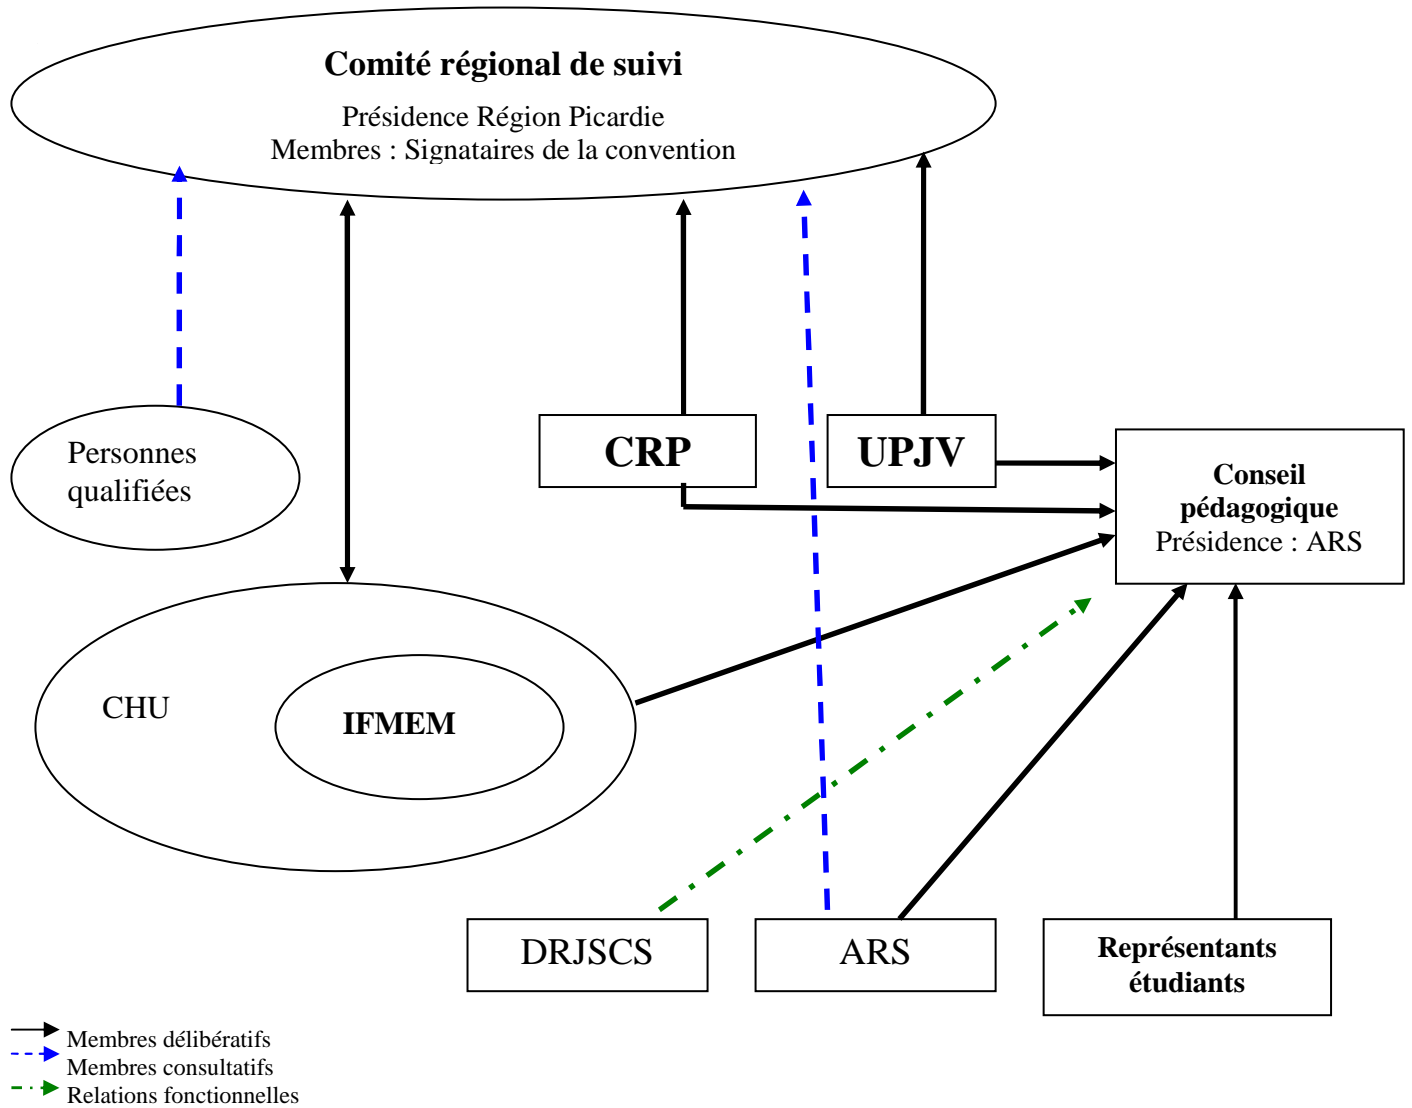 Comité régional de suivi
Présidence Région Picardie
Membres : Signataires de la convention
Personnes
qualifiées
CRP
UPJV
Conseil
pédagogique
Présidence : ARS
CHU
IFMEM
DRJSCS
ARS
Représentants
étudiants
Membres délibératifs
Membres consultatifs
Relations fonctionnelles